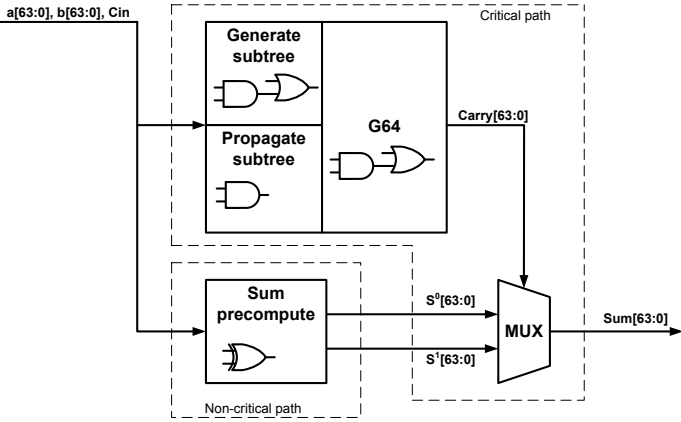 a[63:0], b[63:0], Cin
Critical path
Generate
subtree
Propagate
subtree
G64
Carry[63:0]
Sum
precompute
S⁰[63:0]
S¹[63:0]
MUX
Sum[63:0]
Non-critical path